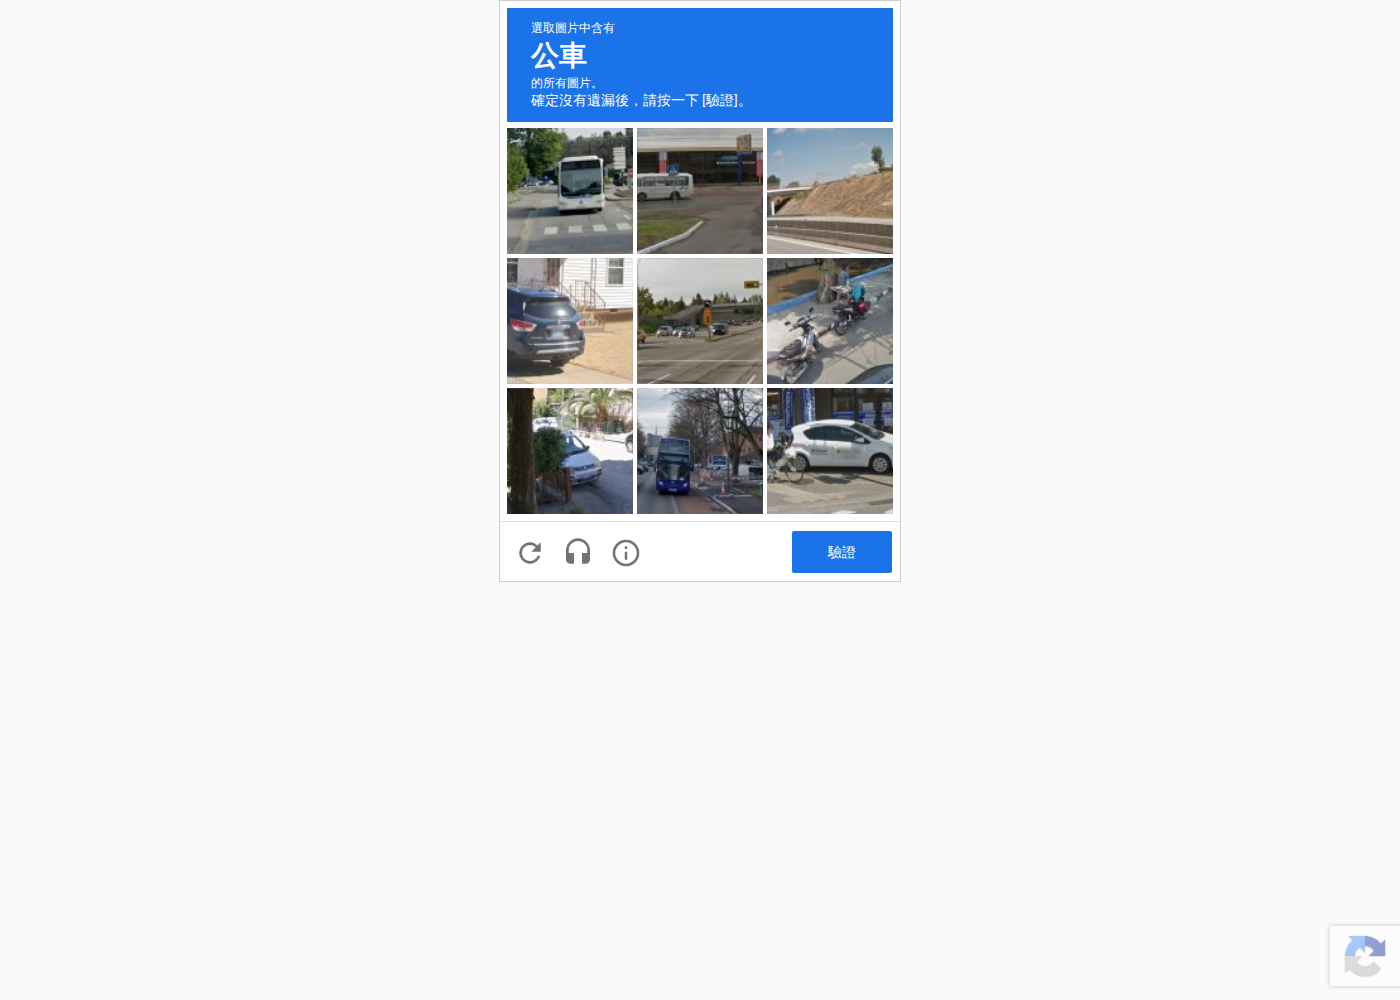 選取圖片中含有
公車
的所有圖片。
確定沒有遺漏後，請按一下 [驗證]。
驗證